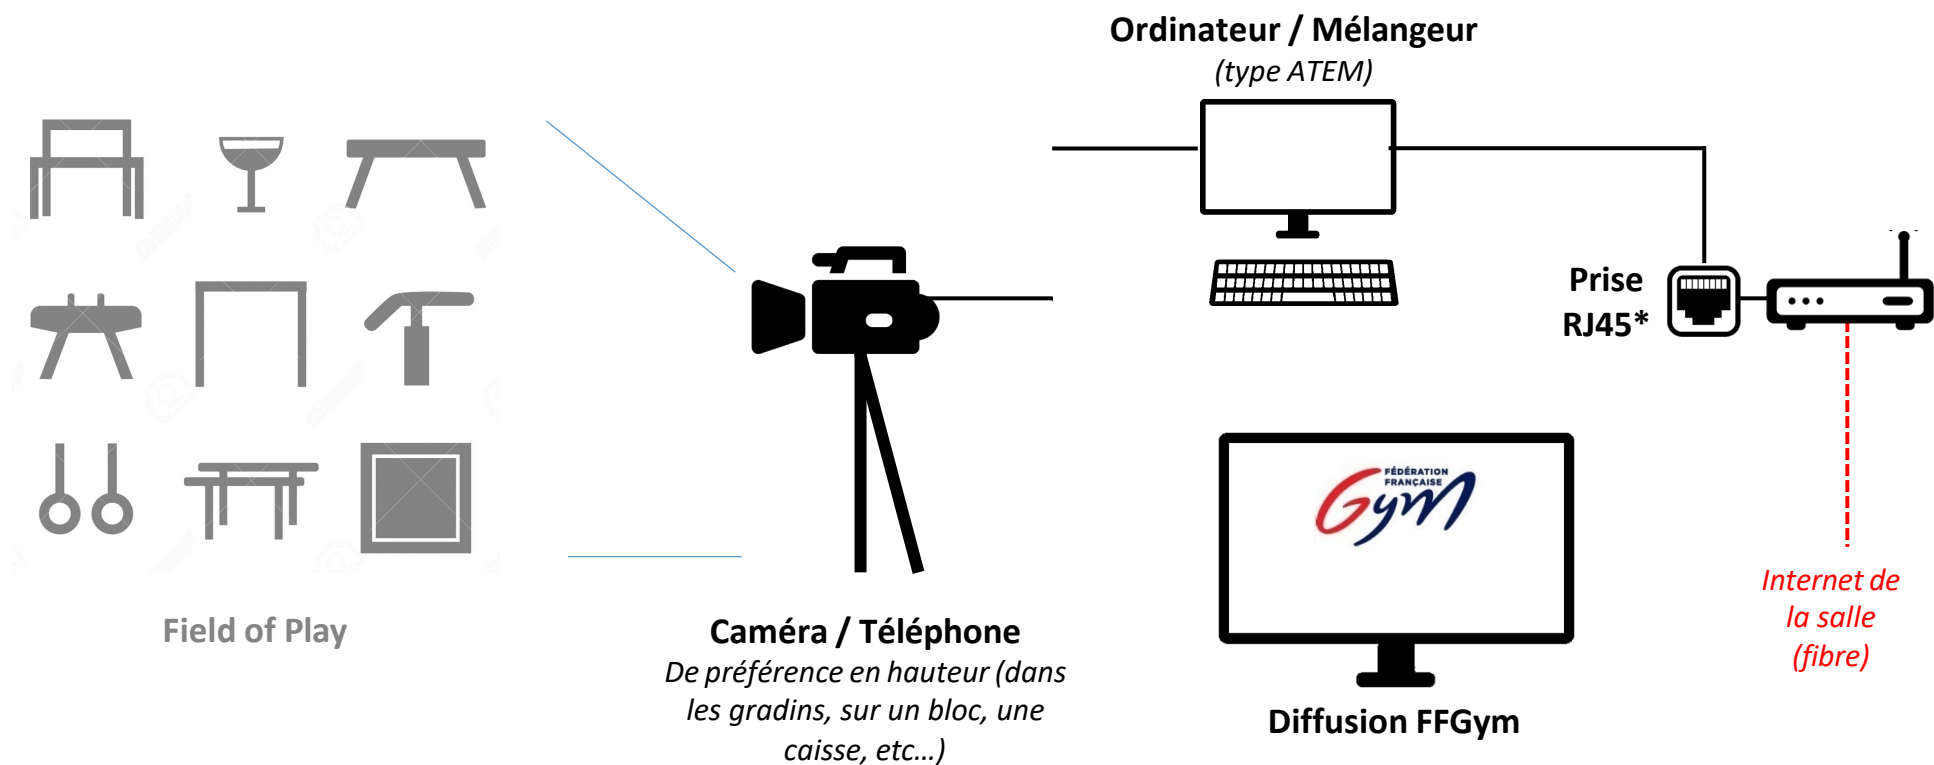 Ordinateur / Mélangeur
(type ATEM)
Prise
RJ45*
FÉDÉRATION
FRANÇAISE
Gym
Internet de
la salle
(fibre)
Field of Play
Caméra / Téléphone
De préférence en hauteur (dans
les gradins, sur un bloc, une
caisse, etc...)
Diffusion FFGym